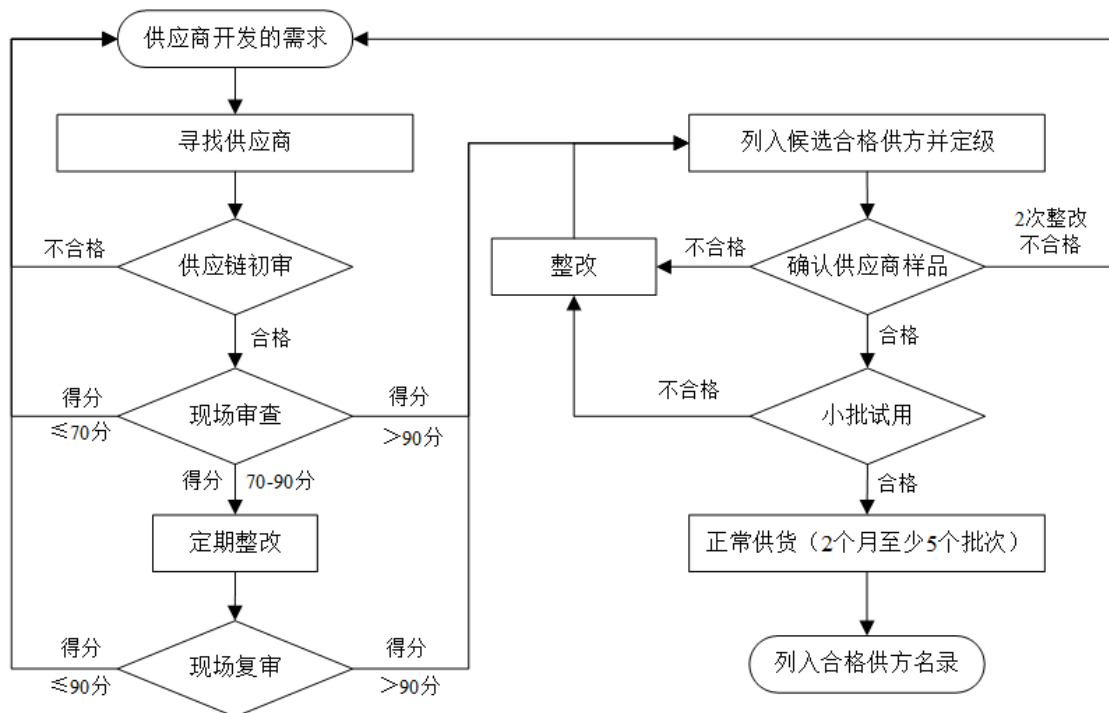 供应商开发的需求
寻找供应商
不合格
供应链初审
合格
得分
≤70分
现场审查
得分
>90分
得分
70-90分
定期整改
得分
≤90分
现场复审
得分
>90分
列入候选合格供方并定级
整改
不合格
确认供应商样品
2次整改
不合格
合格
不合格
小批试用
合格
正常供货（2个月至少5个批次）
列入合格供方名录